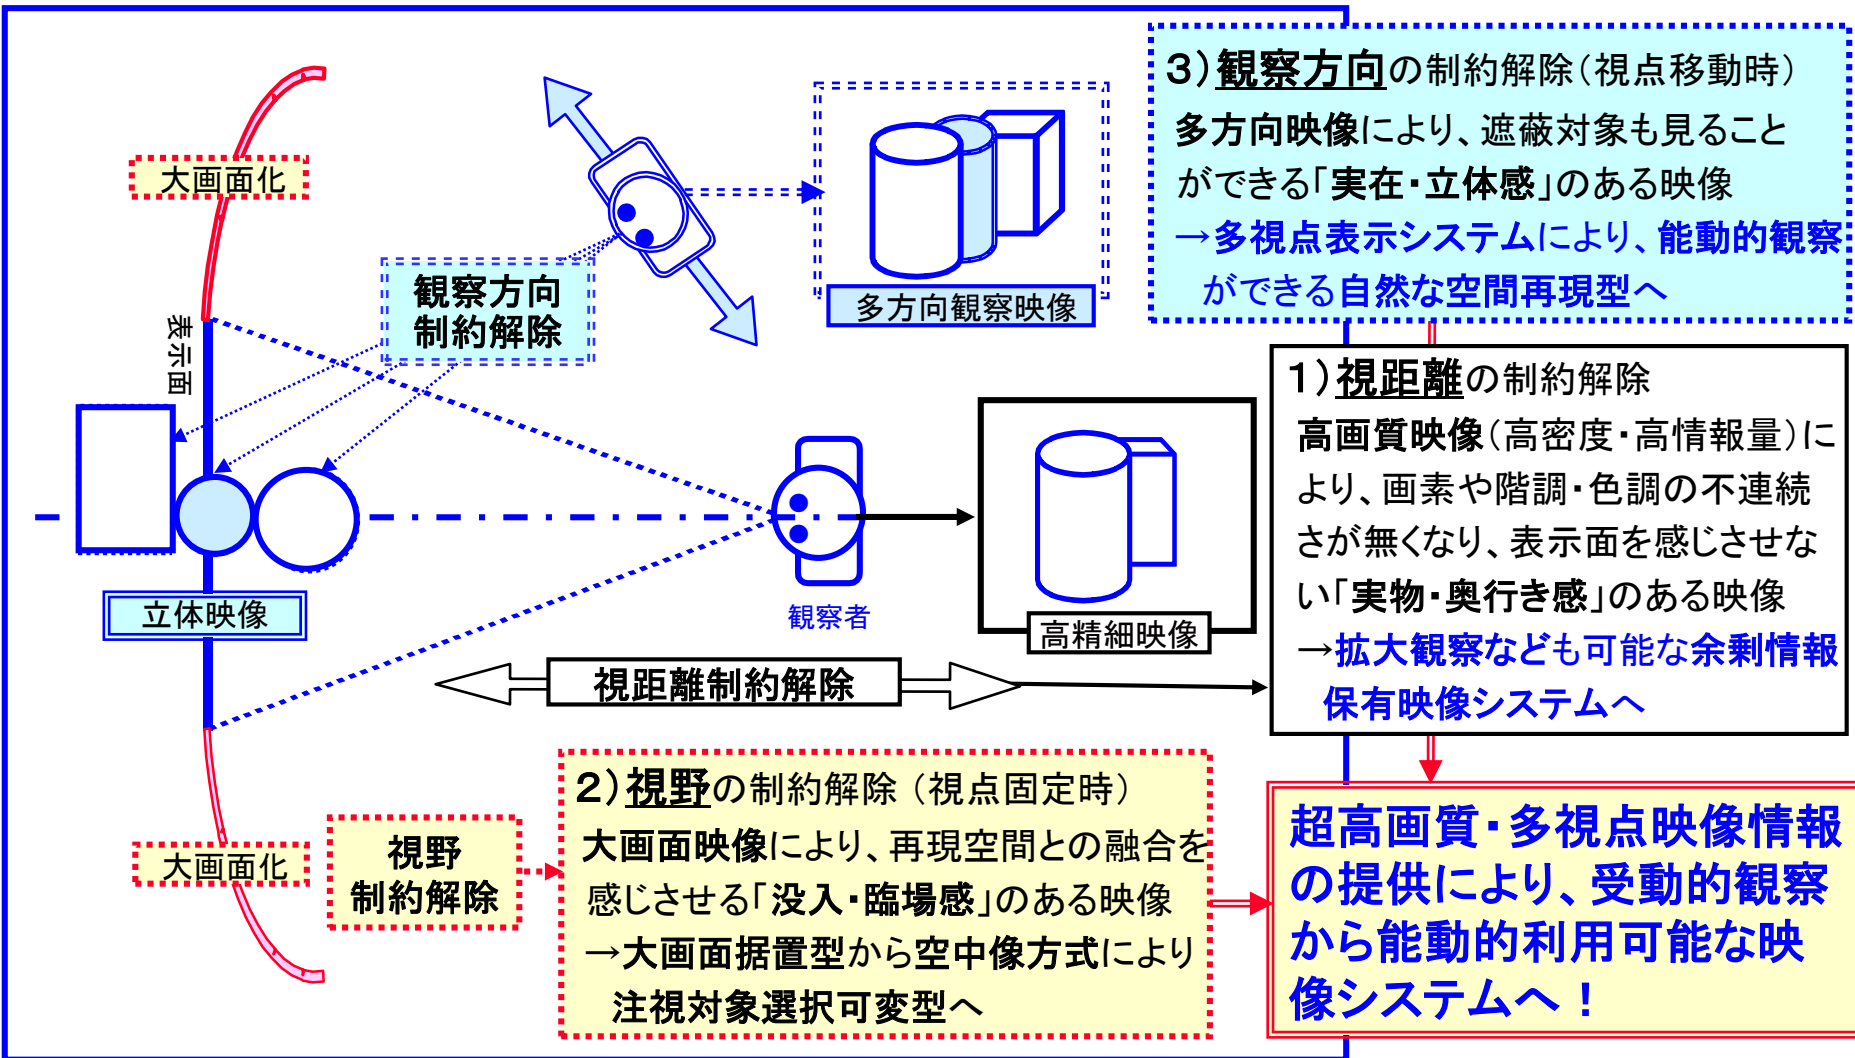 3）観察方向の制約解除（視点移動時）
多方向映像により、遮蔽対象も見ること
ができる「実在・立体感」のある映像
→多視点表示システムにより、能動的観察
ができる自然な空間再現型へ
大画面化
観察方向
制約解除
多方向観察映像
表示面
1）視距離の制約解除
高画質映像（高密度・高情報量）に
より、画素や階調・色調の不連続
さが無くなり、表示面を感じさせな
い「実物・奥行き感」のある映像
→拡大観察なども可能な余剰情報
保有映像システムへ
立体映像
観察者
高精細映像
視距離制約解除
大画面化
視野
制約解除
2）視野の制約解除（視点固定時）
大画面映像により、再現空間との融合を
感じさせる「没入・臨場感」のある映像
→大画面据置型から空中像方式により
注視対象選択可変型へ
超高画質・多視点映像情報
の提供により、受動的観察
から能動的利用可能な映
像システムへ！